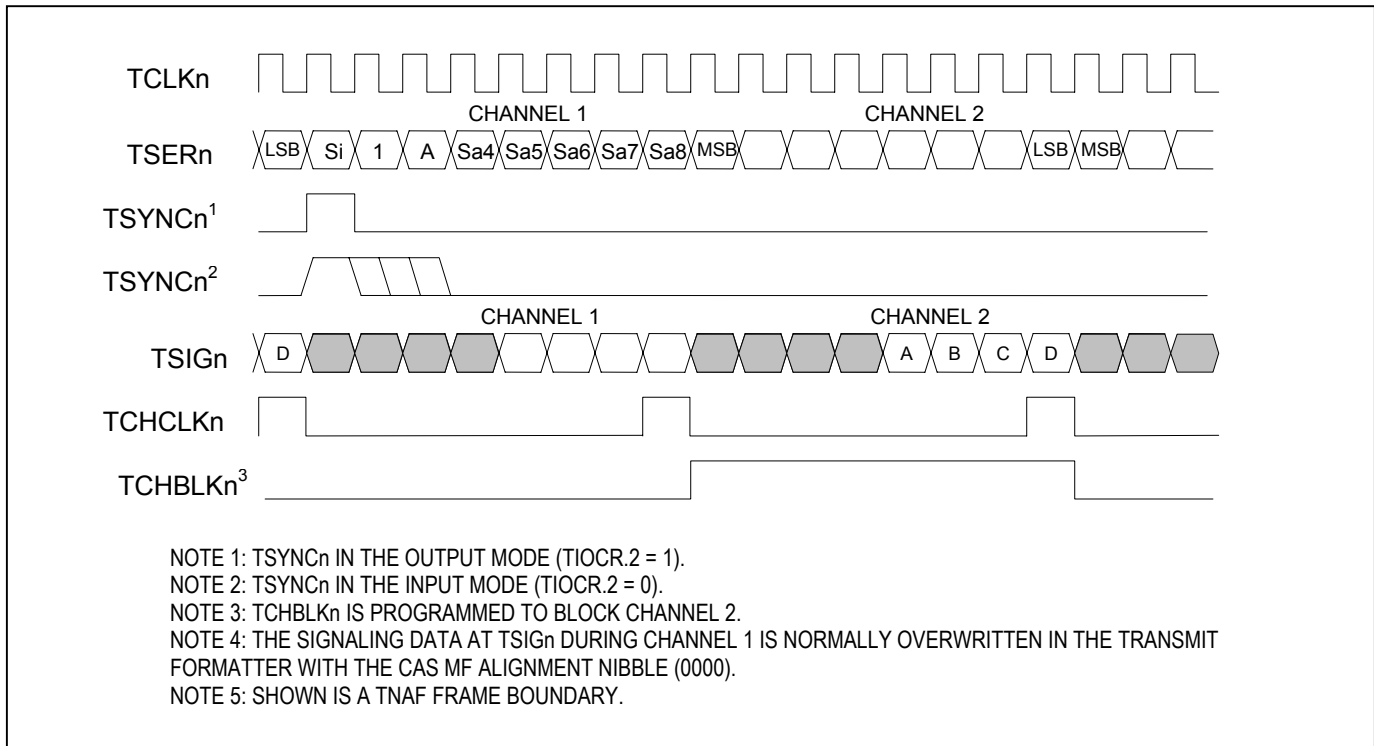 TCLKn
CHANNEL 1 CHANNEL 2
TSERn LSB Si 1 A Sa4 Sa5 Sa6 Sa7 Sa8 MSB LSB MSB
TSYNCn1
TSYNCn2
CHANNEL 1 CHANNEL 2
TSIGn D A B C D
TCHCLKn
TCHBLKn3
NOTE 1: TSYNCn IN THE OUTPUT MODE (TIOCR.2 = 1).
NOTE 2: TSYNCn IN THE INPUT MODE (TIOCR.2 = 0).
NOTE 3: TCHBLKn IS PROGRAMMED TO BLOCK CHANNEL 2.
NOTE 4: THE SIGNALING DATA AT TSIGn DURING CHANNEL 1 IS NORMALLY OVERWRITTEN IN THE TRANSMIT
FORMATTER WITH THE CAS MF ALIGNMENT NIBBLE (0000).
NOTE 5: SHOWN IS A TNAF FRAME BOUNDARY.